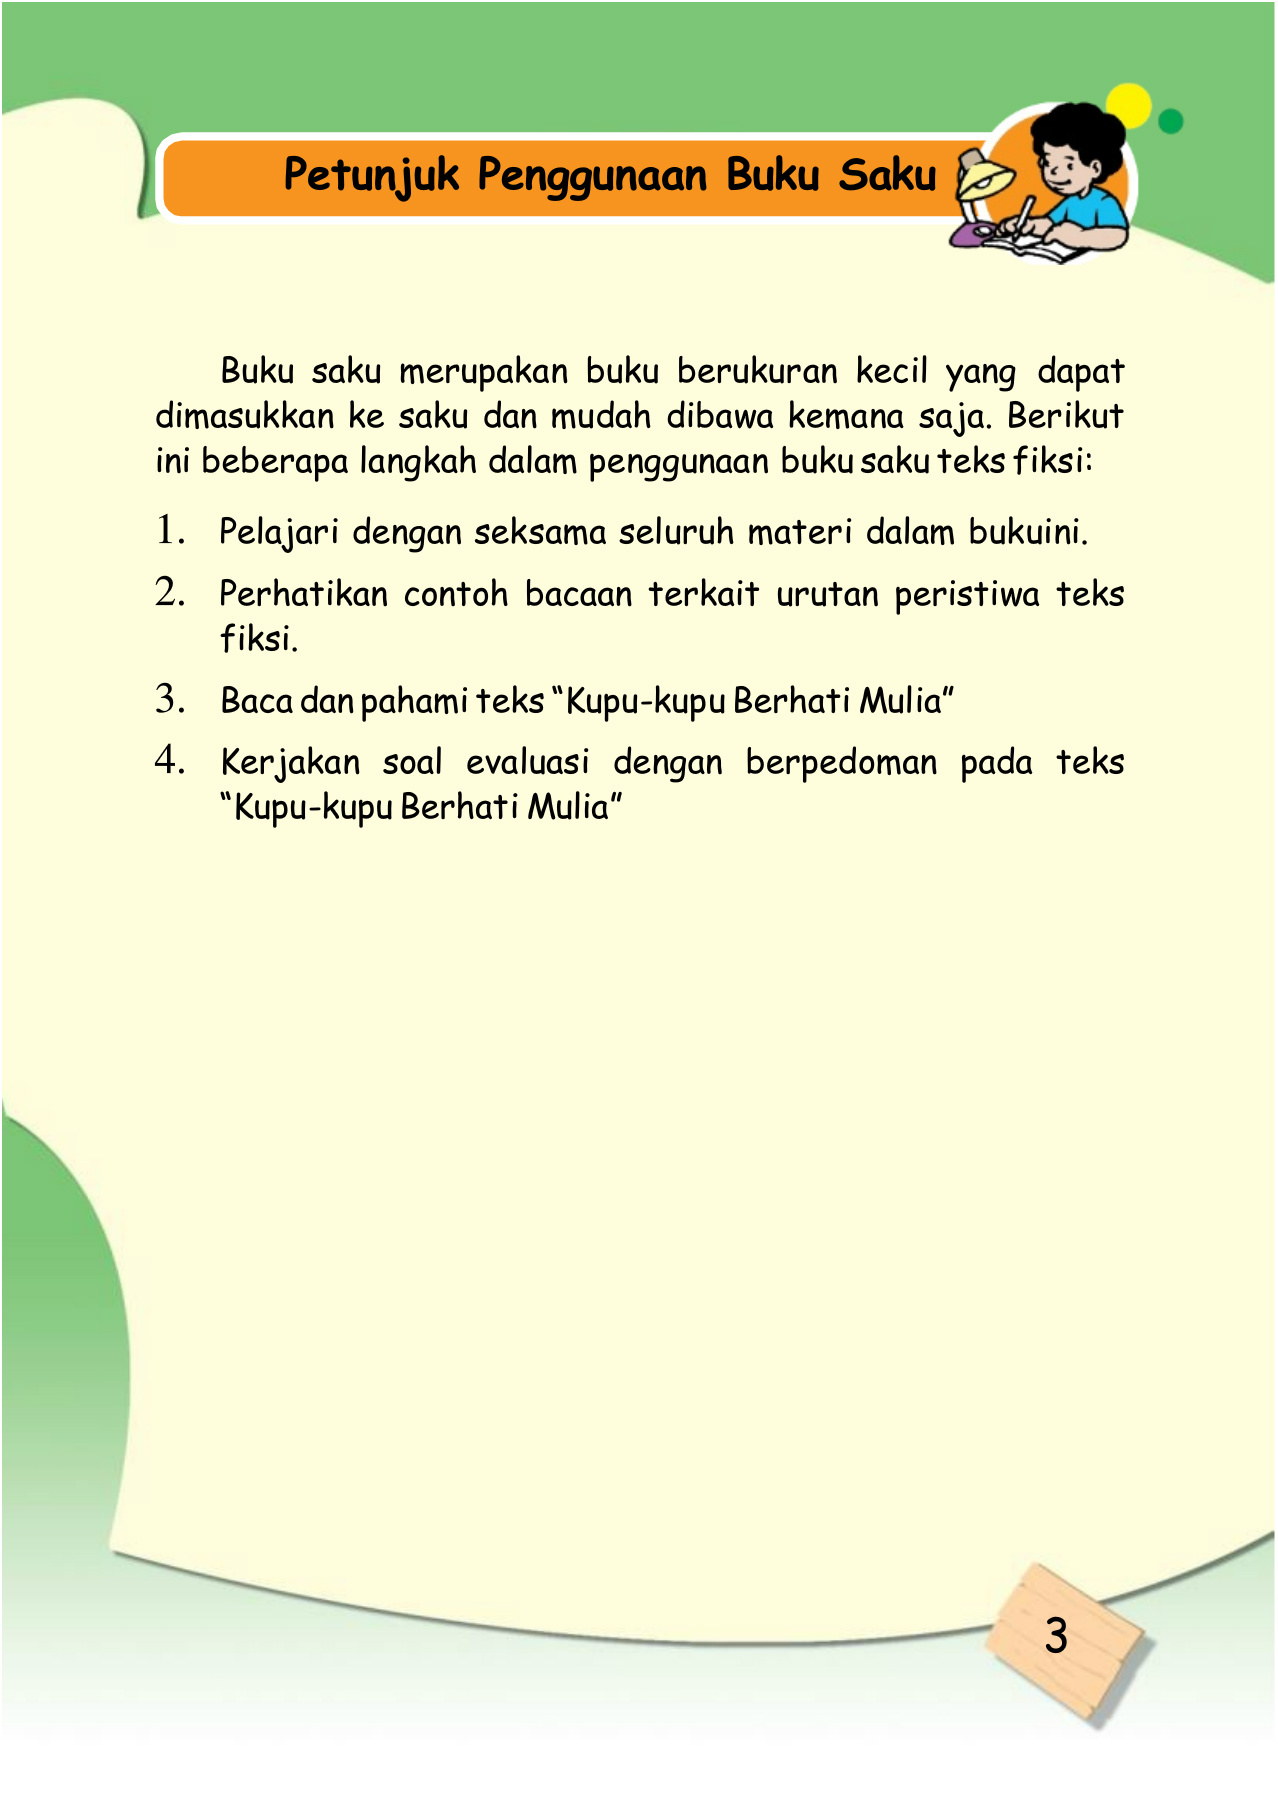 Petunjuk Penggunaan Buku Saku
Buku saku merupakan buku berukuran kecil yang dapat
dimasukkan ke saku dan mudah dibawa kemana saja. Berikut
ini beberapa langkah dalam penggunaan buku saku teks fiksi:
1. Pelajari dengan seksama seluruh materi dalam bukuini.
2. Perhatikan contoh bacaan terkait urutan peristiwa teks
fiksi.
3. Baca dan pahami teks “Kupu-kupu Berhati Mulia”
4. Kerjakan soal evaluasi dengan berpedoman pada teks
“Kupu-kupu Berhati Mulia”
3